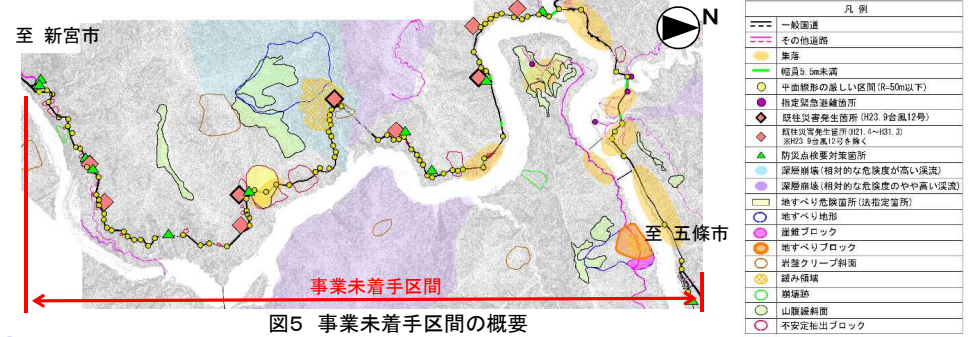 至 新宮市
N
至 五條市
事業未着手区間
図5 事業未着手区間の概要
凡 例
一般国道
その他道路
集落
幅員5.5m未満
平面線形の厳しい区間(R=50m以下)
指定緊急避難箇所
既往災害発生箇所(H23.9台風12号)
既往災害発生箇所(H21.4~H31.3)
※H23.9台風12号を除く
防災点検要対策箇所
深層崩壊(相対的な危険度が高い渓流)
深層崩壊(相対的な危険度のやや高い渓流)
地すべり危険箇所(法指定箇所)
地すべり地形
崖錐ブロック
地すべりブロック
岩盤クリープ斜面
緩み領域
崩壊跡
山腹緩斜面
不安定抽出ブロック